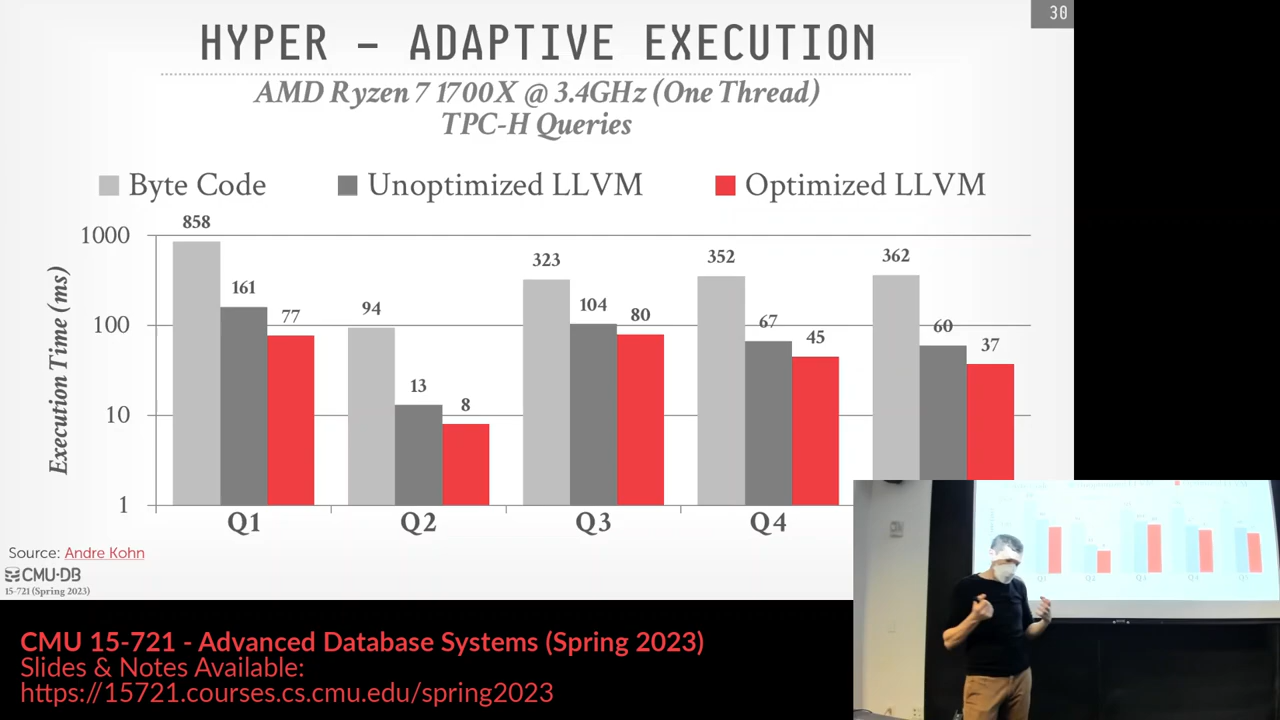 30
HYPER – ADAPTIVE EXECUTION
AMD Ryzen 7 1700X @ 3.4GHz (One Thread)
TPC-H Queries
Byte Code Unoptimized LLVM Optimized LLVM
Execution Time (ms)
1000
100
10
1
858 161 77
94 13 8
323 104 80
352 67 45
362 60 37
Q1 Q2 Q3 Q4
Source: Andre Kohn
CMU·DB
15-721 (Spring 2023)
CMU 15-721 - Advanced Database Systems (Spring 2023)
Slides & Notes Available:
https://15721.courses.cs.cmu.edu/spring2023